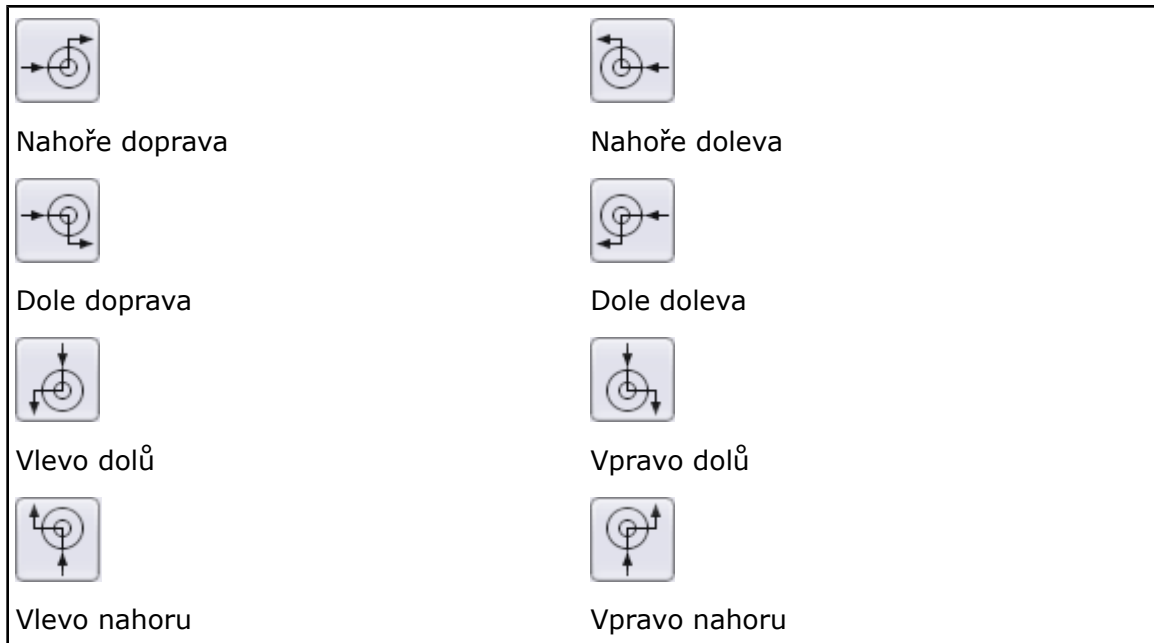 Nahoře doprava
Nahoře doleva
Dole doprava
Dole doleva
Vlevo dolů
Vpravo dolů
Vlevo nahoru
Vpravo nahoru